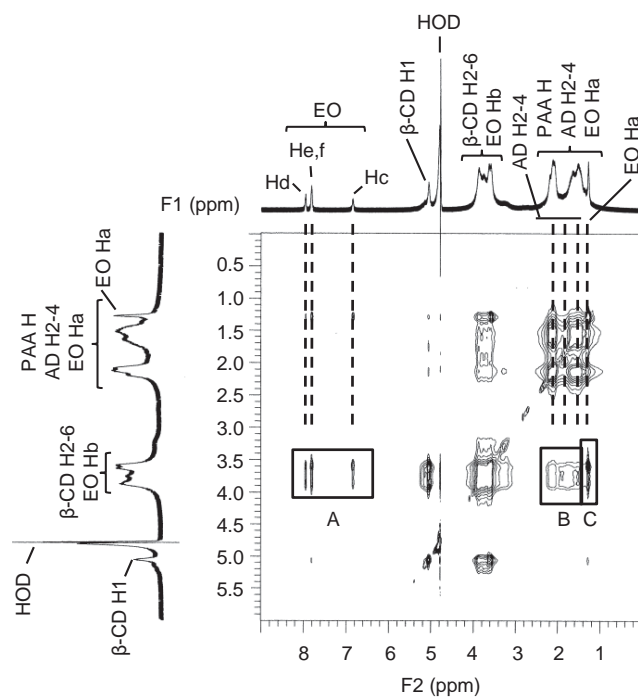 HOD
β-CD H1
β-CD H2-6
EO Hb
AD H2-4
PAA H
AD H2-4
EO Ha
EO Ha
EO
He,f
Hd
Hc
F1 (ppm)
EO Ha
PAA H
AD H2-4
EO Ha
β-CD H2-6
EO Hb
HOD
β-CD H1
0.5
1.0
1.5
2.0
2.5
3.0
3.5
4.0
4.5
5.0
5.5
A
B
C
8 7 6 5 4 3 2 1
F2 (ppm)